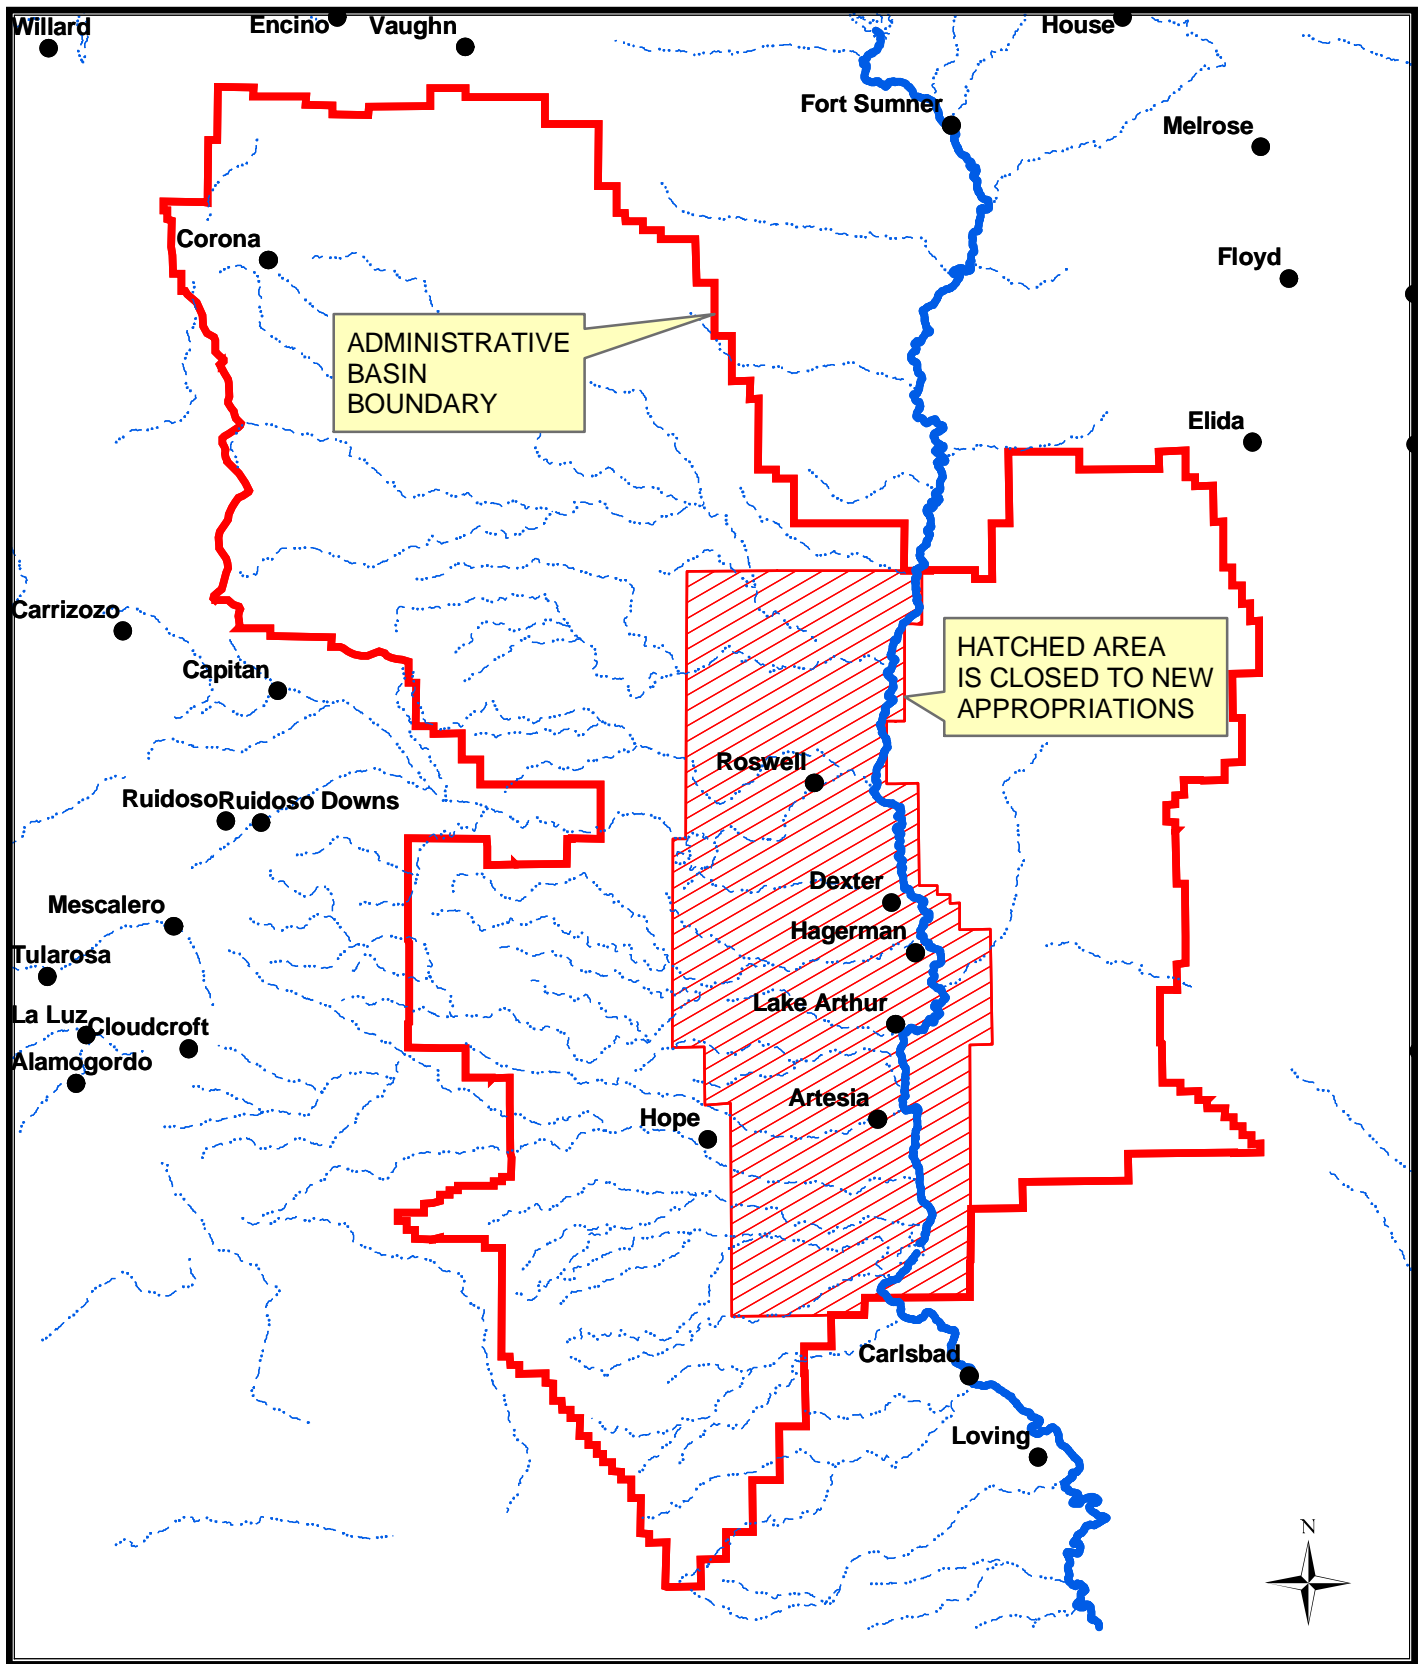 Willard
Encino
Vaughn
House
Fort Sumner
Melrose
Corona
Floyd
ADMINISTRATIVE
BASIN
BOUNDARY
Elida
Carrizozo
Capitan
HATCHED AREA
IS CLOSED TO NEW
APPROPRIATIONS
Roswell
Ruidoso
Ruidoso Downs
Dexter
Mescalero
Hagerman
Tularosa
Lake Arthur
La Luz
Cloudcroft
Alamogordo
Artesia
Hope
Carlsbad
Loving
N